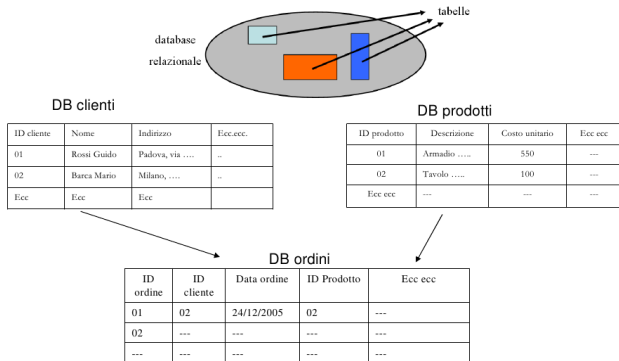 tabelle
database
relazionale
DB clienti
ID cliente Nome Indirizzo Ecc.ecc.
01 Rossi Guido Padova, via …. ..
02 Barca Mario Milano, …. ..
Ecc Ecc Ecc
DB prodotti
ID prodotto Descrizione Costo unitario Ecc ecc
01 Armadio ….. 550 ---
02 Tavolo ….. 100 ---
Ecc ecc --- --- ---
DB ordini
ID ordine ID cliente Data ordine ID Prodotto Ecc ecc
01 02 24/12/2005 02 ---
02 --- --- --- ---
--- --- --- --- ---